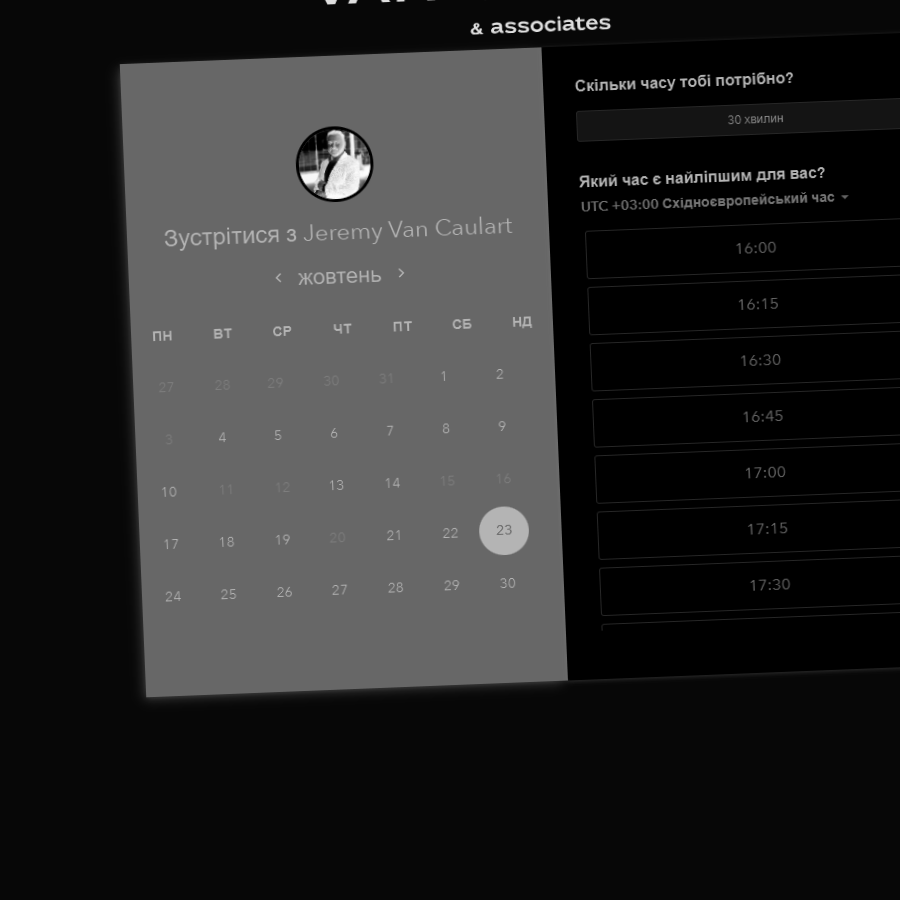 & associates
Зустрітися з Jeremy Van Caulart
жовтень
ПН ВТ СР ЧТ ПТ СБ НД
27 28 29 30 31 1 2
3 4 5 6 7 8 9
10 11 12 13 14 15 16
17 18 19 20 21 22 23
24 25 26 27 28 29 30
Скільки часу тобі потрібно?
30 хвилин
Який час є найліпшим для вас?
UTC +03:00 Східноєвропейський час
16:00
16:15
16:30
16:45
17:00
17:15
17:30